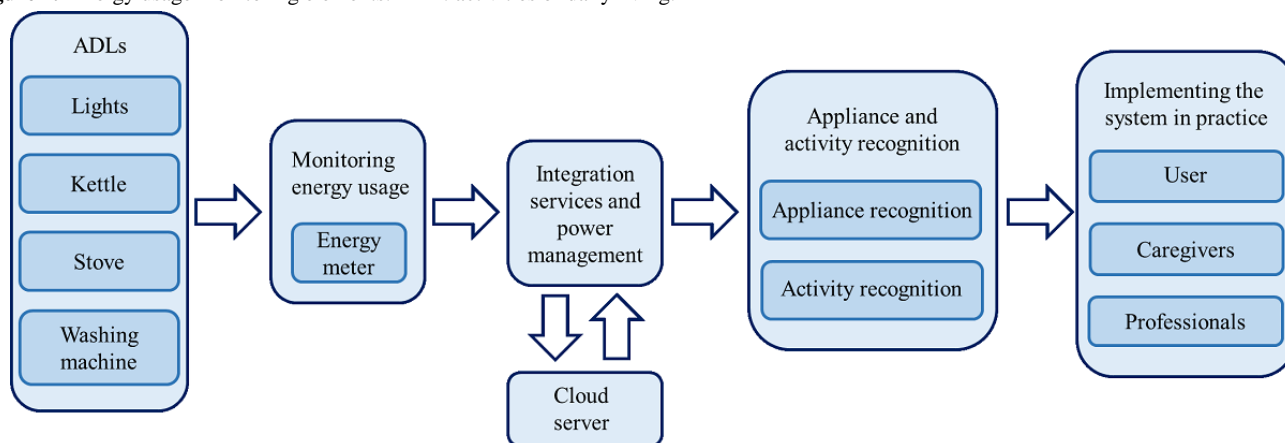 ADLs
Lights
Kettle
Stove
Washing
machine
Monitoring
energy usage
Energy
meter
Integration
services and
power
management
Cloud
server
Appliance and
activity recognition
Appliance recognition
Activity recognition
Implementing the
system in practice
User
Caregivers
Professionals